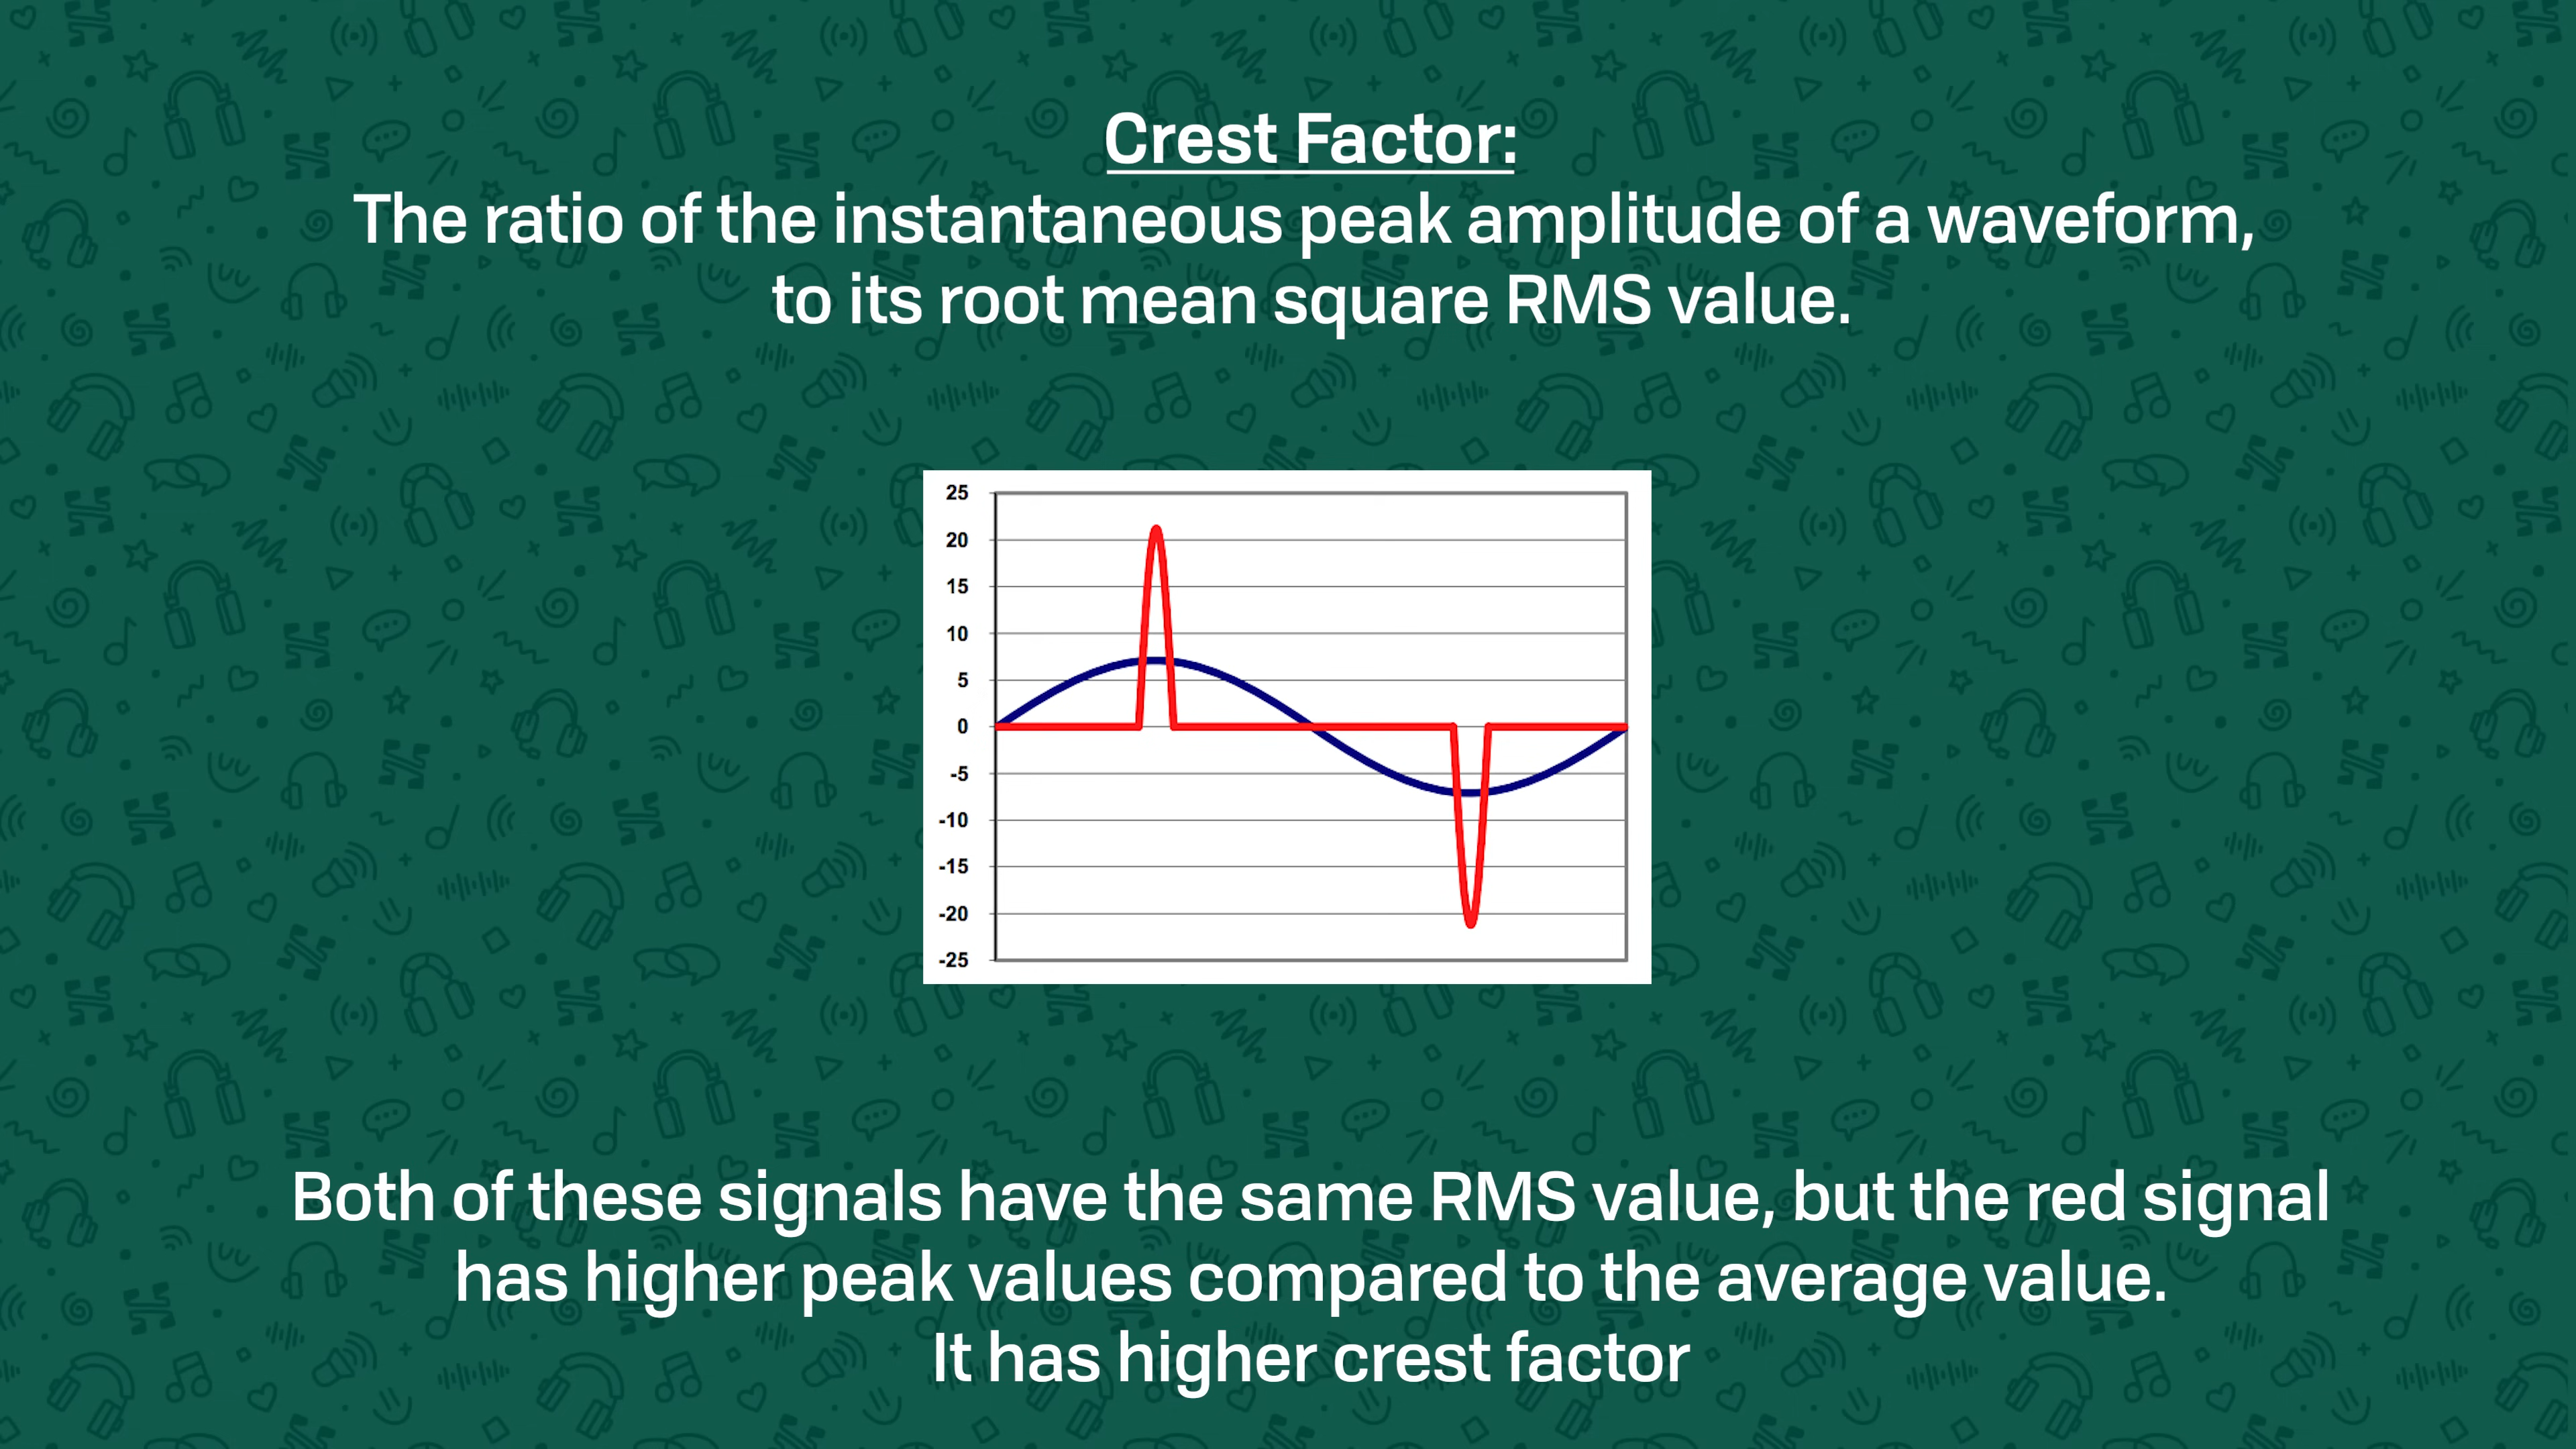 Crest Factor:
The ratio of the instantaneous peak amplitude of a waveform,
to its root mean square RMS value.
25
20
15
10
5
0
-5
-10
-15
-20
-25
Both of these signals have the same RMS value, but the red signal
has higher peak values compared to the average value.
It has higher crest factor